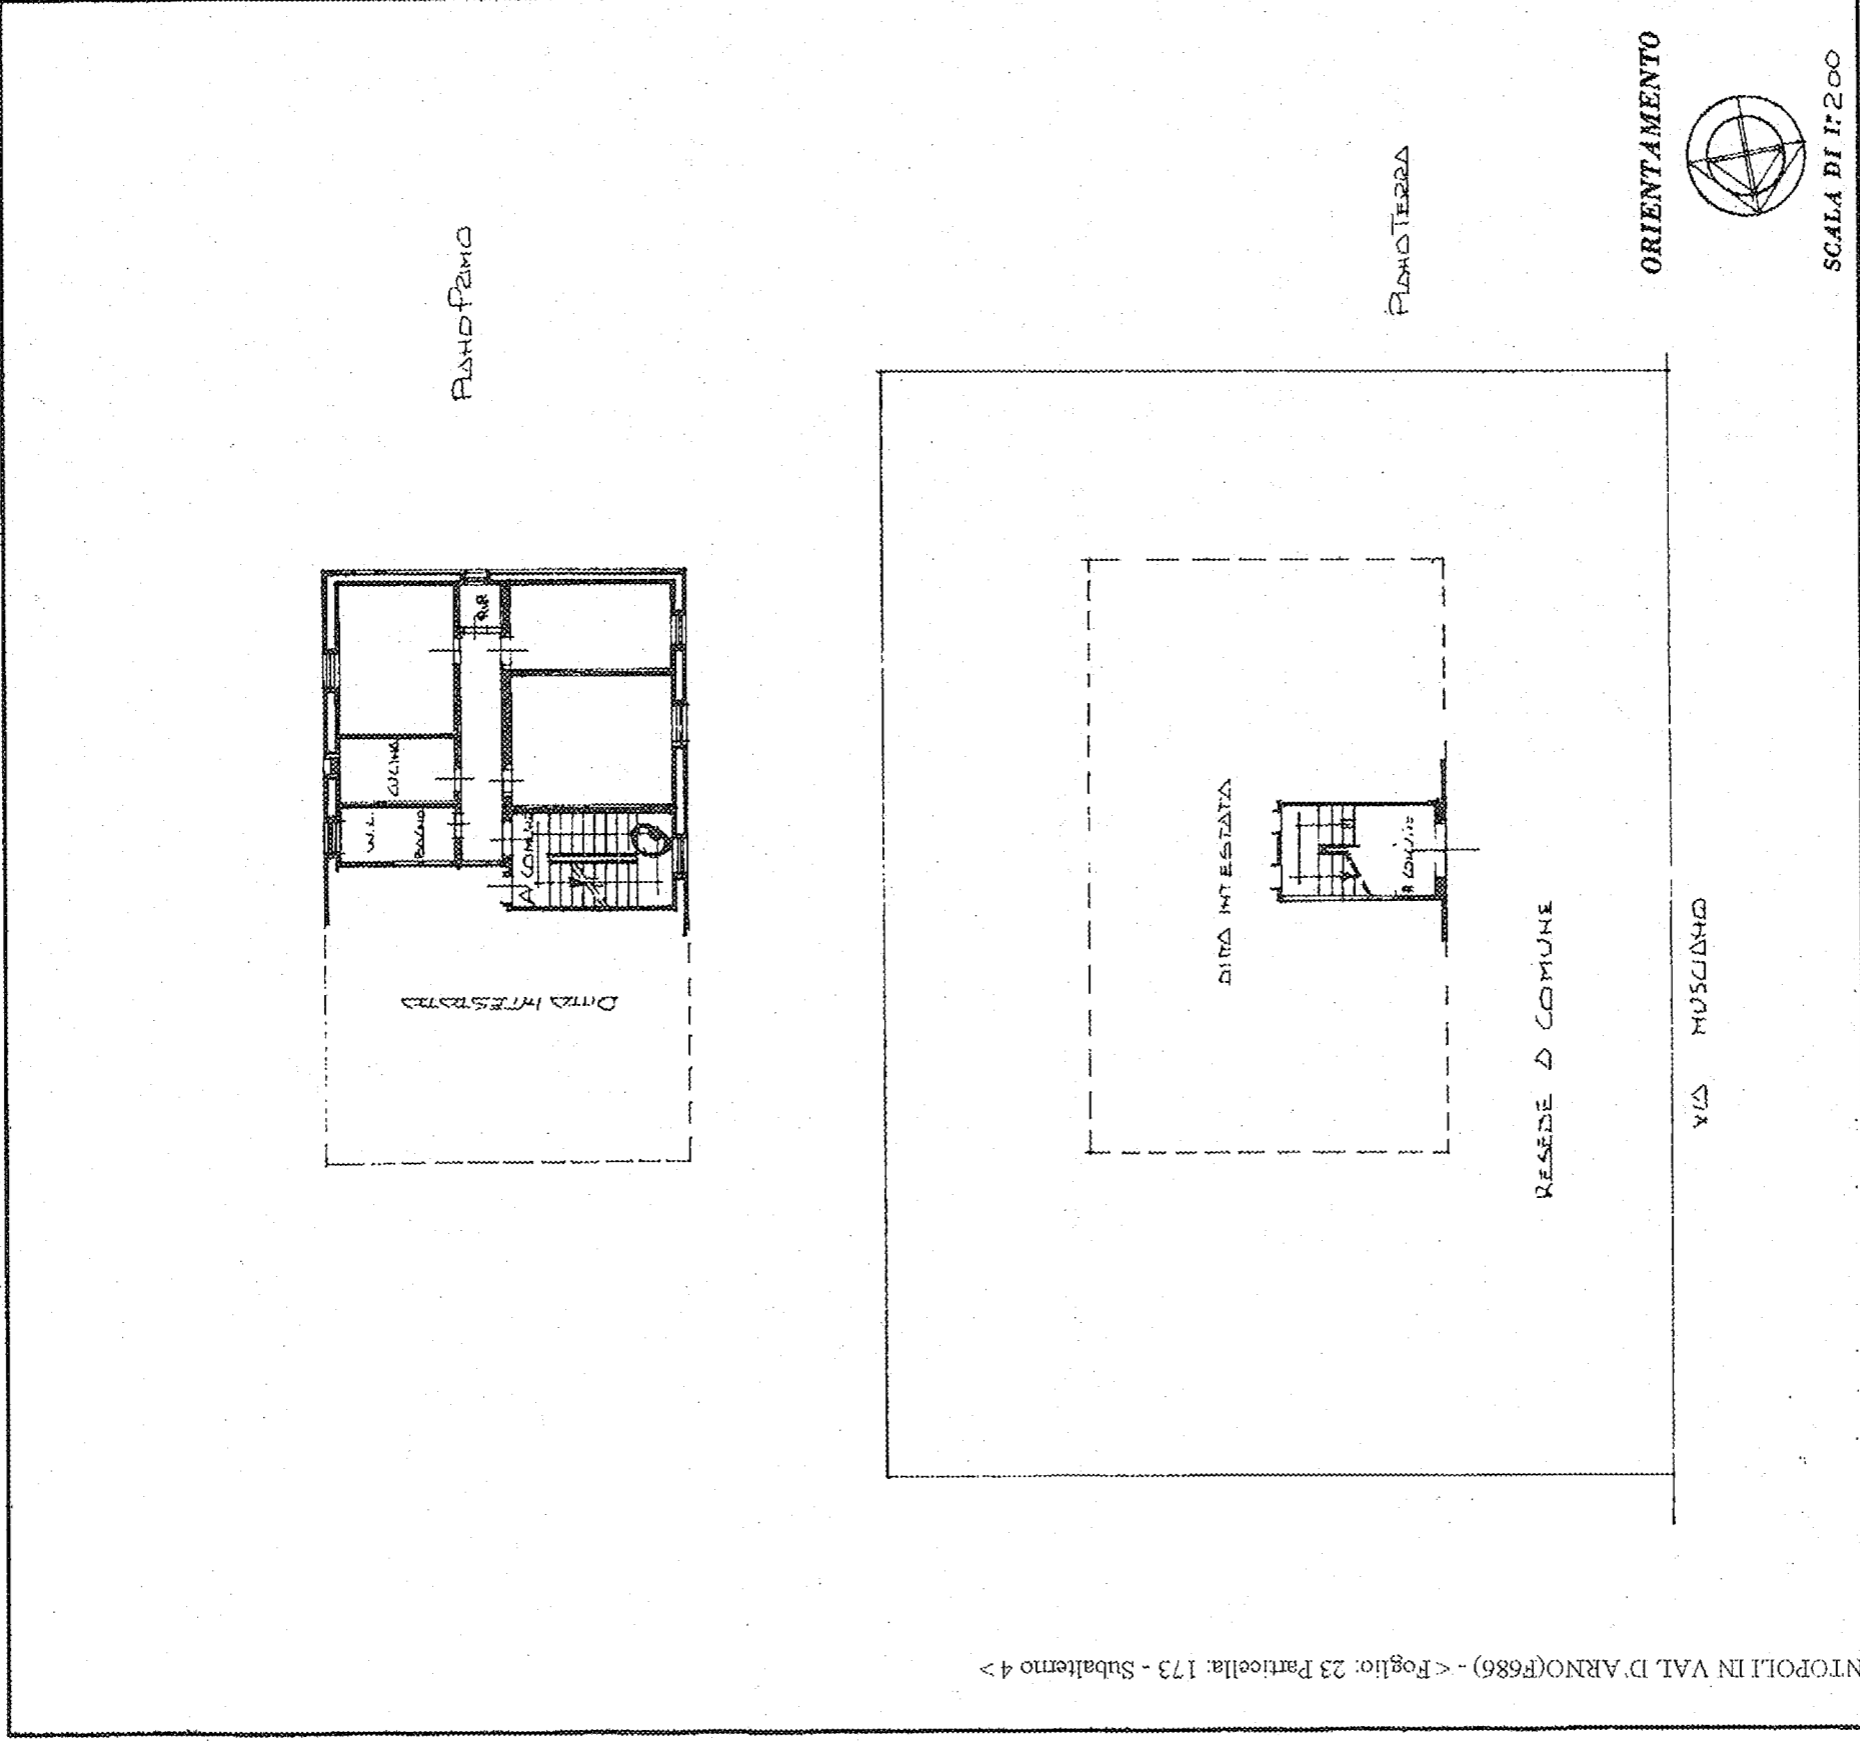 ORIENTAMENTO
SCALA DI 1:200
PIANO PRIMO
RIP
CUCINA
W.C.
BAGNO
A COMUNE
DITTA INTESTATA
PIANO TERRA
DITTA INTESTATA
A COMUNE
RESEDE A COMUNE
VIA MUSCIANO
NTOPOLI IN VAL D'ARNO(F686) - < Foglio: 23 Particella: 173 - Subalterno 4 >